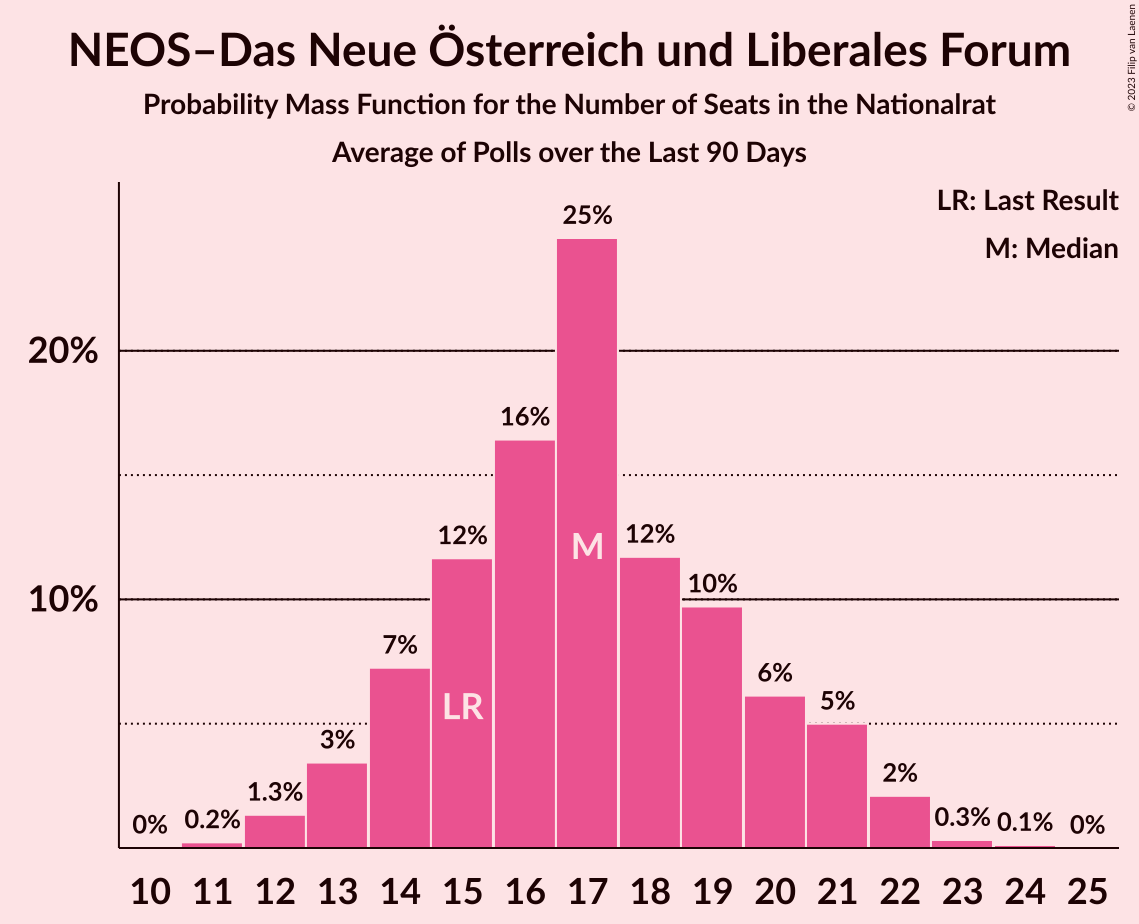 NEOS–Das Neue Österreich und Liberales Forum
Probability Mass Function for the Number of Seats in the Nationalrat
Average of Polls over the Last 90 Days
© 2023 Filip van Laenen
LR: Last Result
M: Median
25%
20%
16%
12%
M
12%
10%
10%
7%
LR
6%
5%
3%
2%
1.3%
0%
0.2%
0.3%
0.1%
0%
10 11 12 13 14 15 16 17 18 19 20 21 22 23 24 25